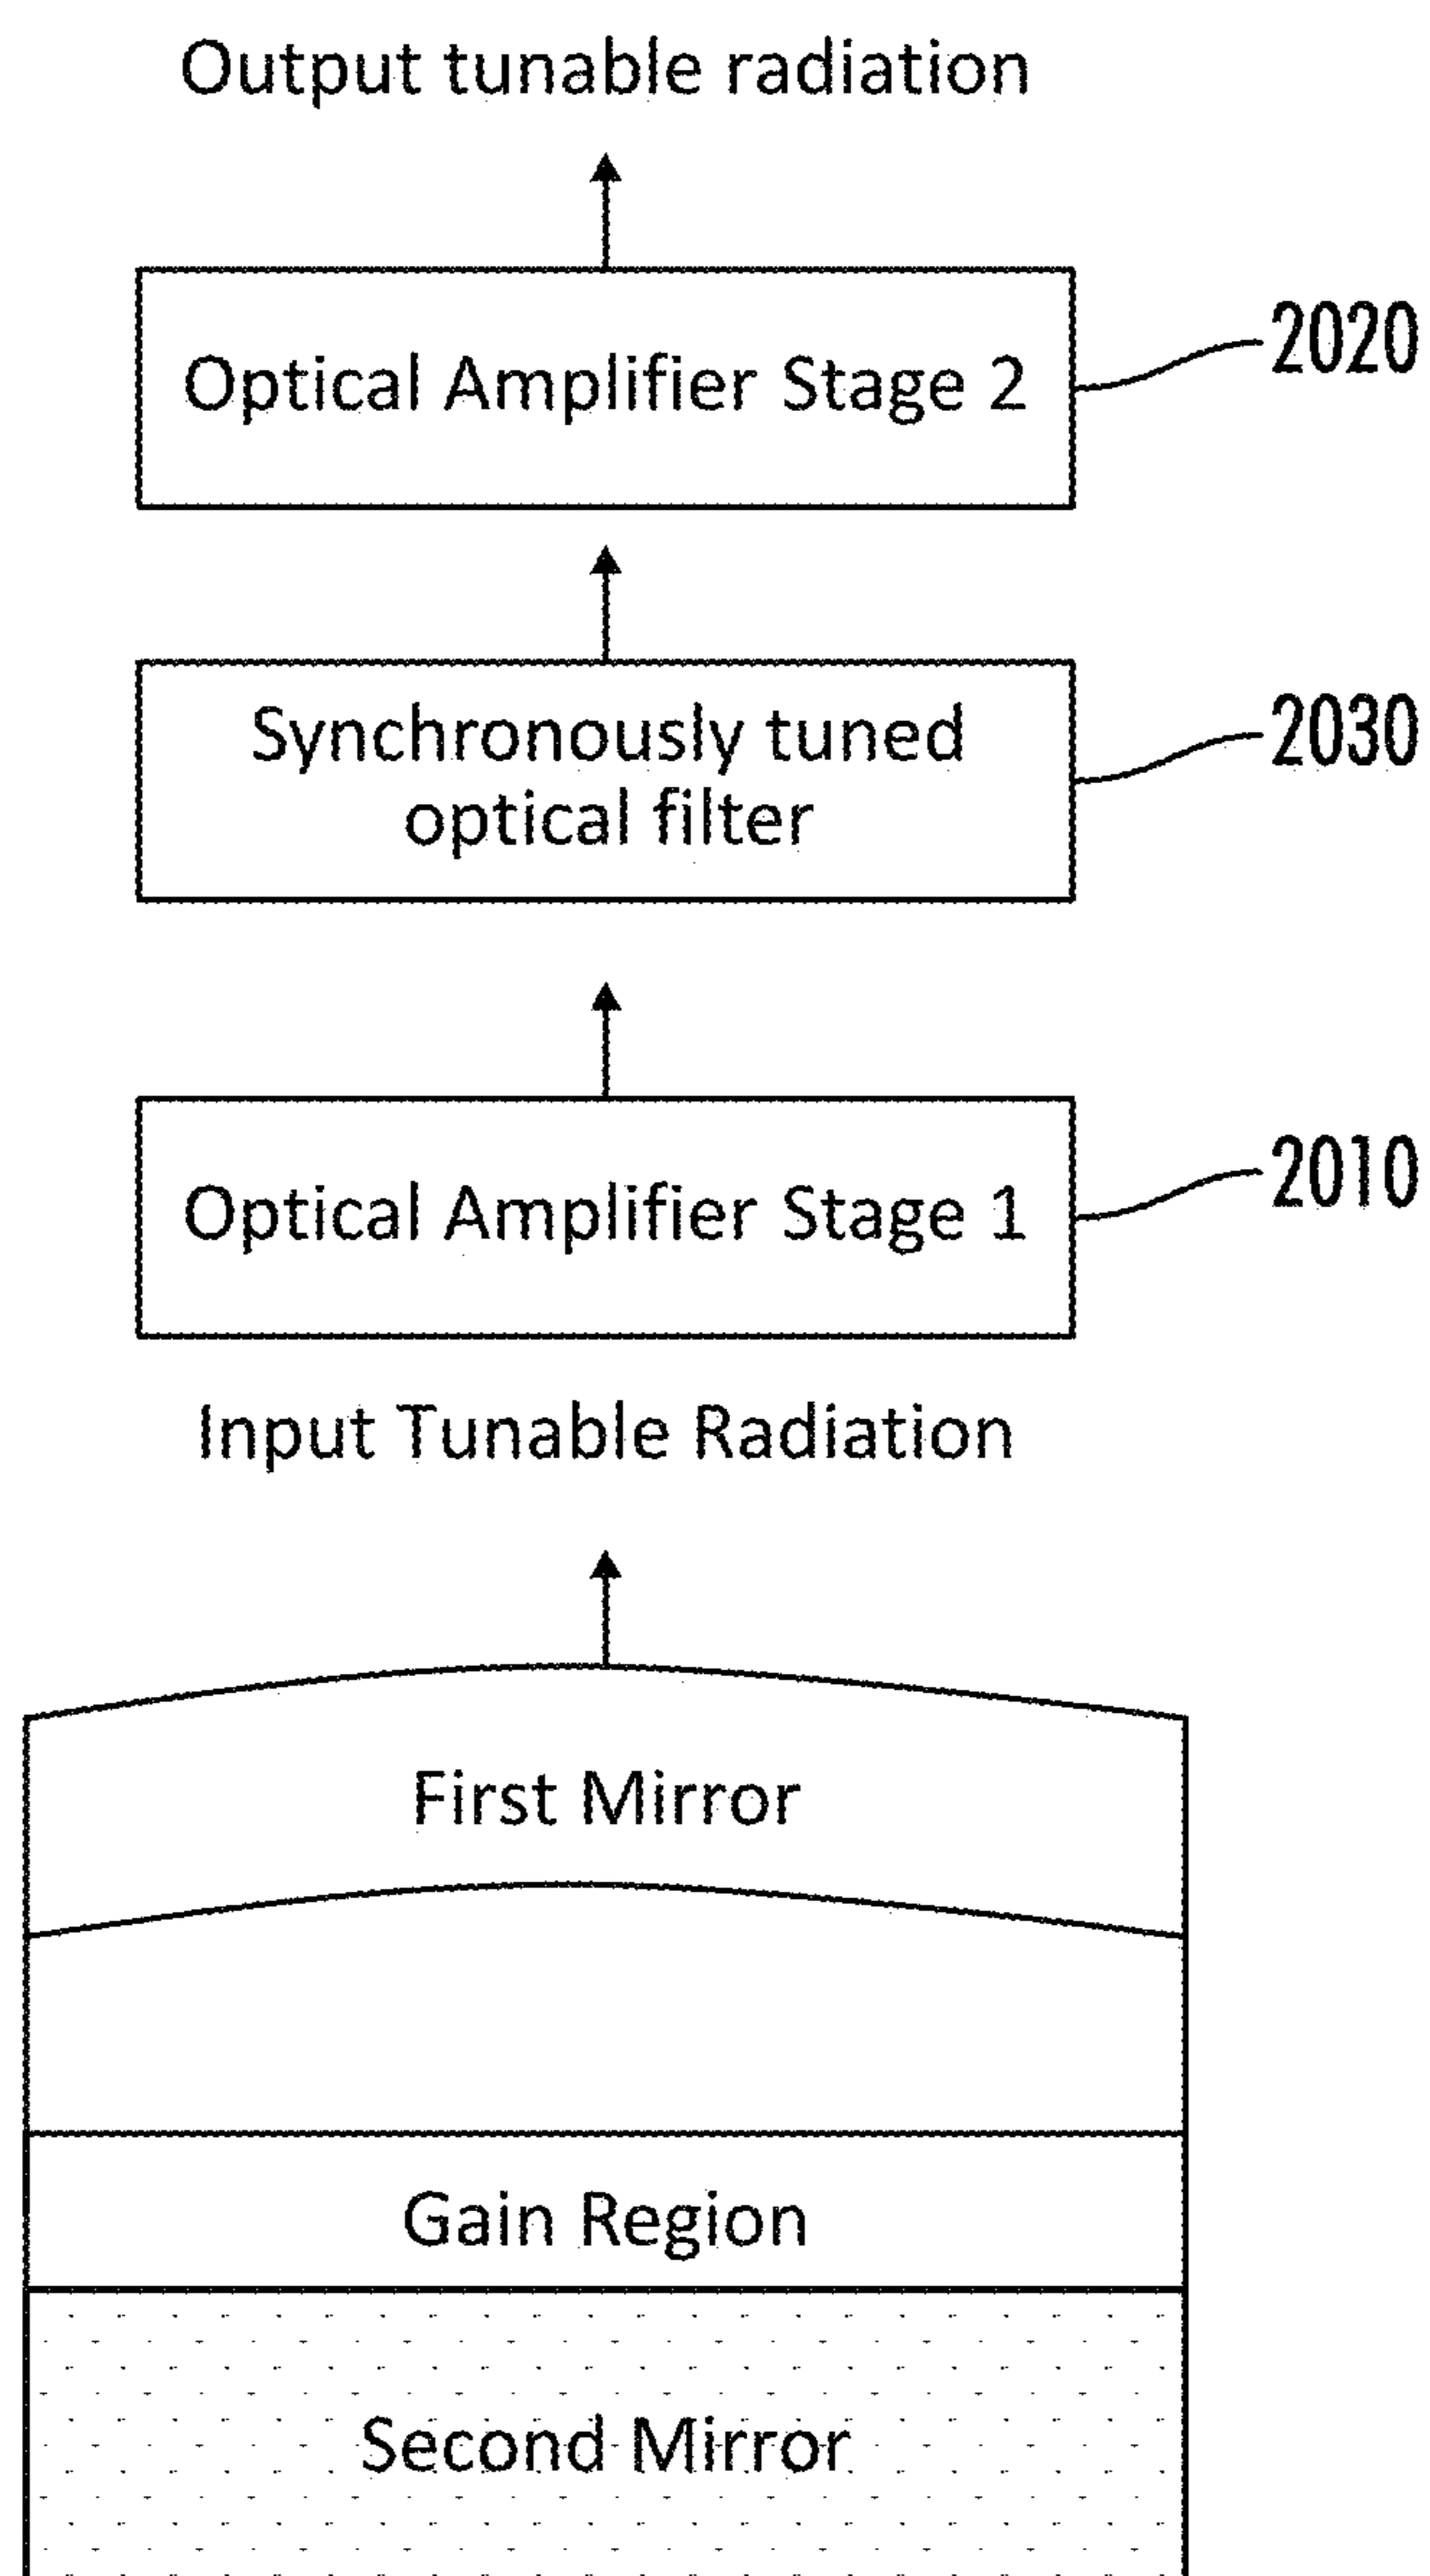 Output tunable radiation
Optical Amplifier Stage 2
2020
Synchronously tuned
optical filter
2030
Optical Amplifier Stage 1
2010
Input Tunable Radiation
First Mirror
Gain Region
Second Mirror